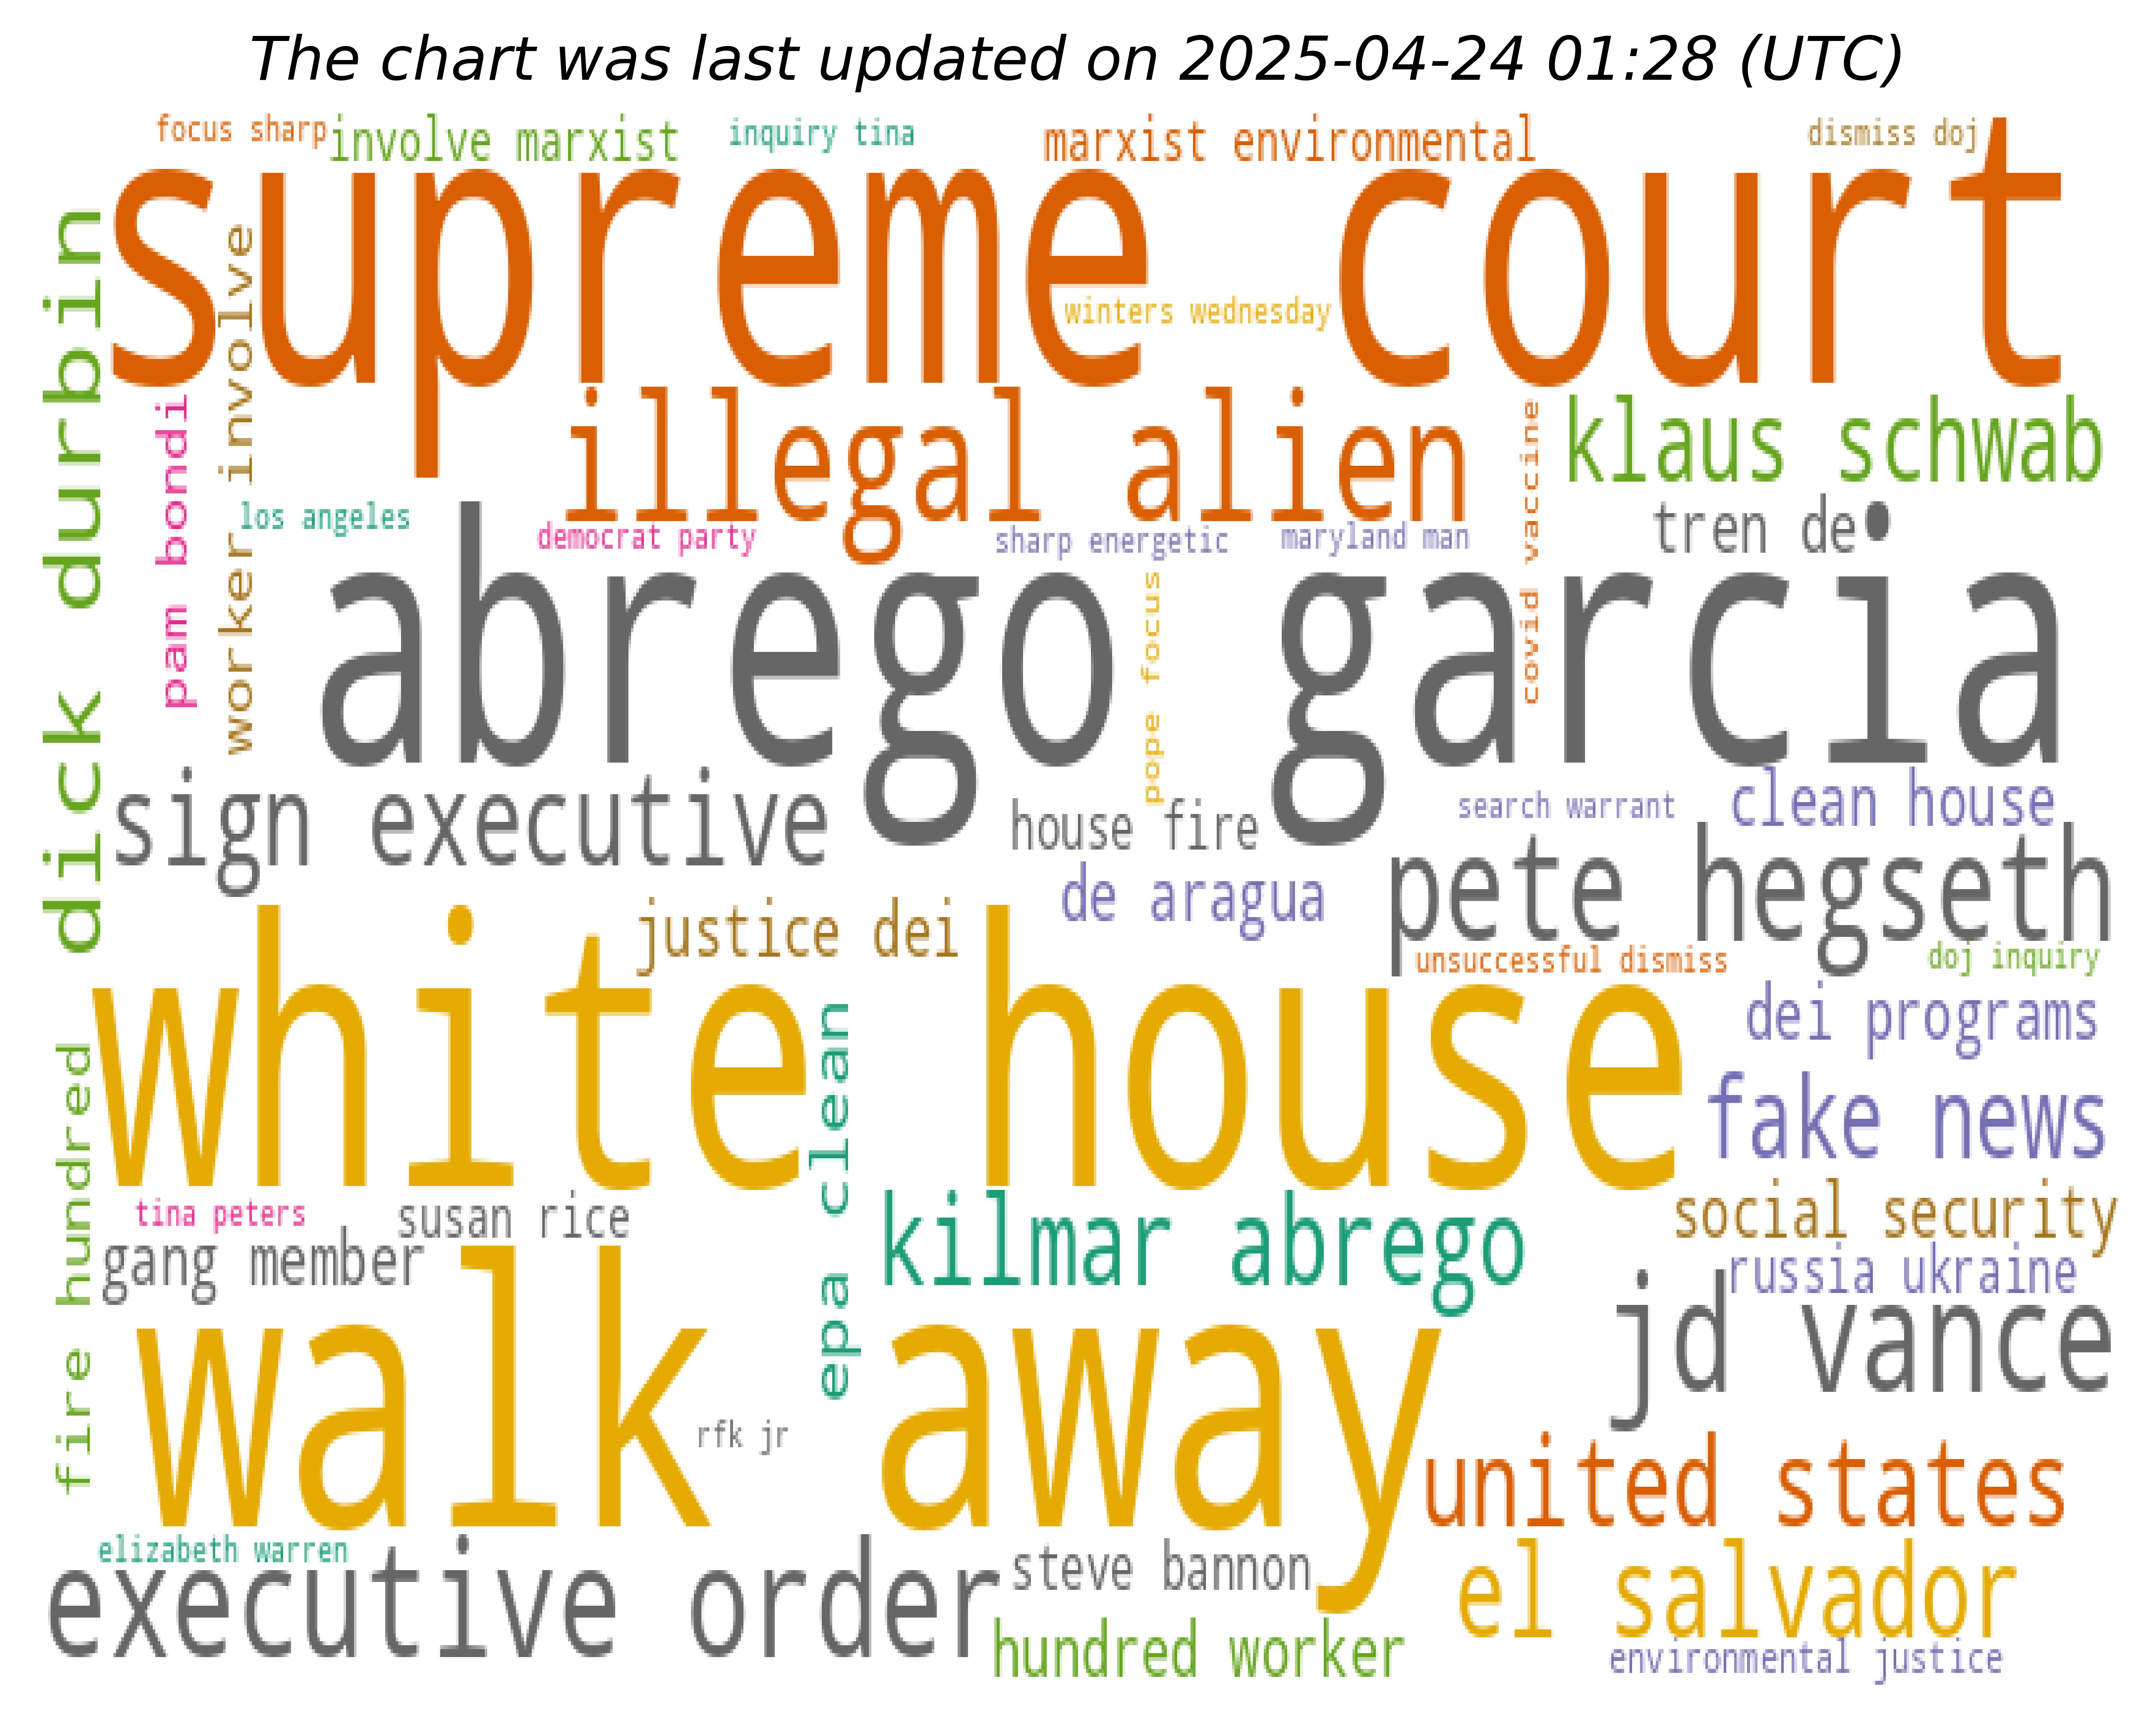 The chart was last updated on 2025-04-24 01:28 (UTC)
focus sharp
involve marxist
inquiry tina
marxist environmental
dismiss doj
supreme court
winters wednesday
dick durbin
worker involve
pam bondi
illegal alien
covid vaccine
klaus schwab
los angeles
democrat party
sharp energetic
maryland man
tren de
abrego garcia
pope focus
sign executive
house fire
search warrant
clean house
de aragua
pete hegseth
justice dei
unsuccessful dismiss
doj inquiry
white house
dei programs
epa clean
fire hundred
fake news
tina peters
susan rice
kilmar abrego
social security
gang member
russia ukraine
walk away
jd vance
rfk jr
united states
elizabeth warren
executive order
steve bannon
el salvador
hundred worker
environmental justice